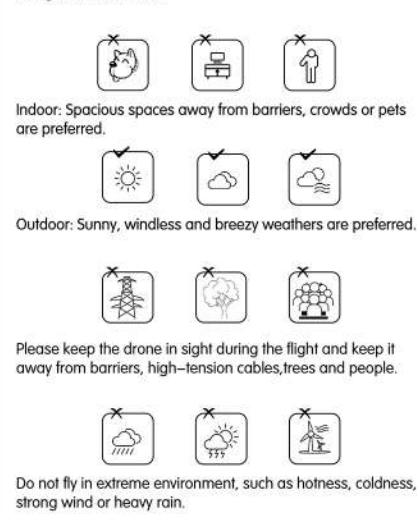 Indoor: Spacious spaces away from barriers, crowds or pets
are preferred.
Outdoor: Sunny, windless and breezy weathers are preferred.
Please keep the drone in sight during the flight and keep it
away from barriers, high-tension cables,trees and people.
Do not fly in extreme environment, such as hotness, coldness,
strong wind or heavy rain.